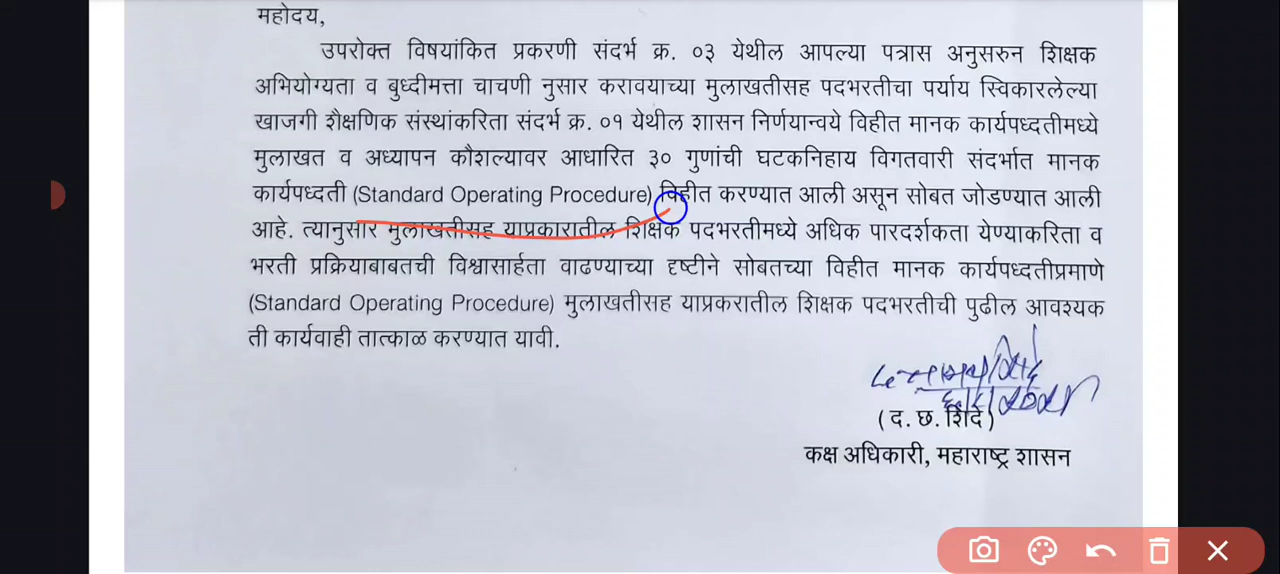 महोदय,
उपरोक्त विषयांकित प्रकरणी संदर्भ क्र. ०३ येथील आपल्या पत्रास अनुसरुन शिक्षक
अभियोग्यता व बुध्दीमत्ता चाचणी नुसार करावयाच्या मुलाखतीसह पदभरतीचा पर्याय स्विकारलेल्या
खाजगी शैक्षणिक संस्थांकरिता संदर्भ क्र. ०१ येथील शासन निर्णयान्वये विहीत मानक कार्यपध्दतीमध्ये
मुलाखत व अध्यापन कौशल्यावर आधारित ३० गुणांची घटकनिहाय विगतवारी संदर्भात मानक
कार्यपध्दती (Standard Operating Procedure) विहीत करण्यात आली असून सोबत जोडण्यात आली
आहे. त्यानुसार मुलाखतीसह याप्रकारातील शिक्षक पदभरतीमध्ये अधिक पारदर्शकता येण्याकरिता व
भरती प्रक्रियाबाबतची विश्वासार्हता वाढण्याच्या दृष्टीने सोबतच्या विहीत मानक कार्यपध्दतीप्रमाणे
(Standard Operating Procedure) मुलाखतीसह याप्रकरातील शिक्षक पदभरतीची पुढील आवश्यक
ती कार्यवाही तात्काळ करण्यात यावी.
( द. छ. शिंदे )
कक्ष अधिकारी, महाराष्ट्र शासन